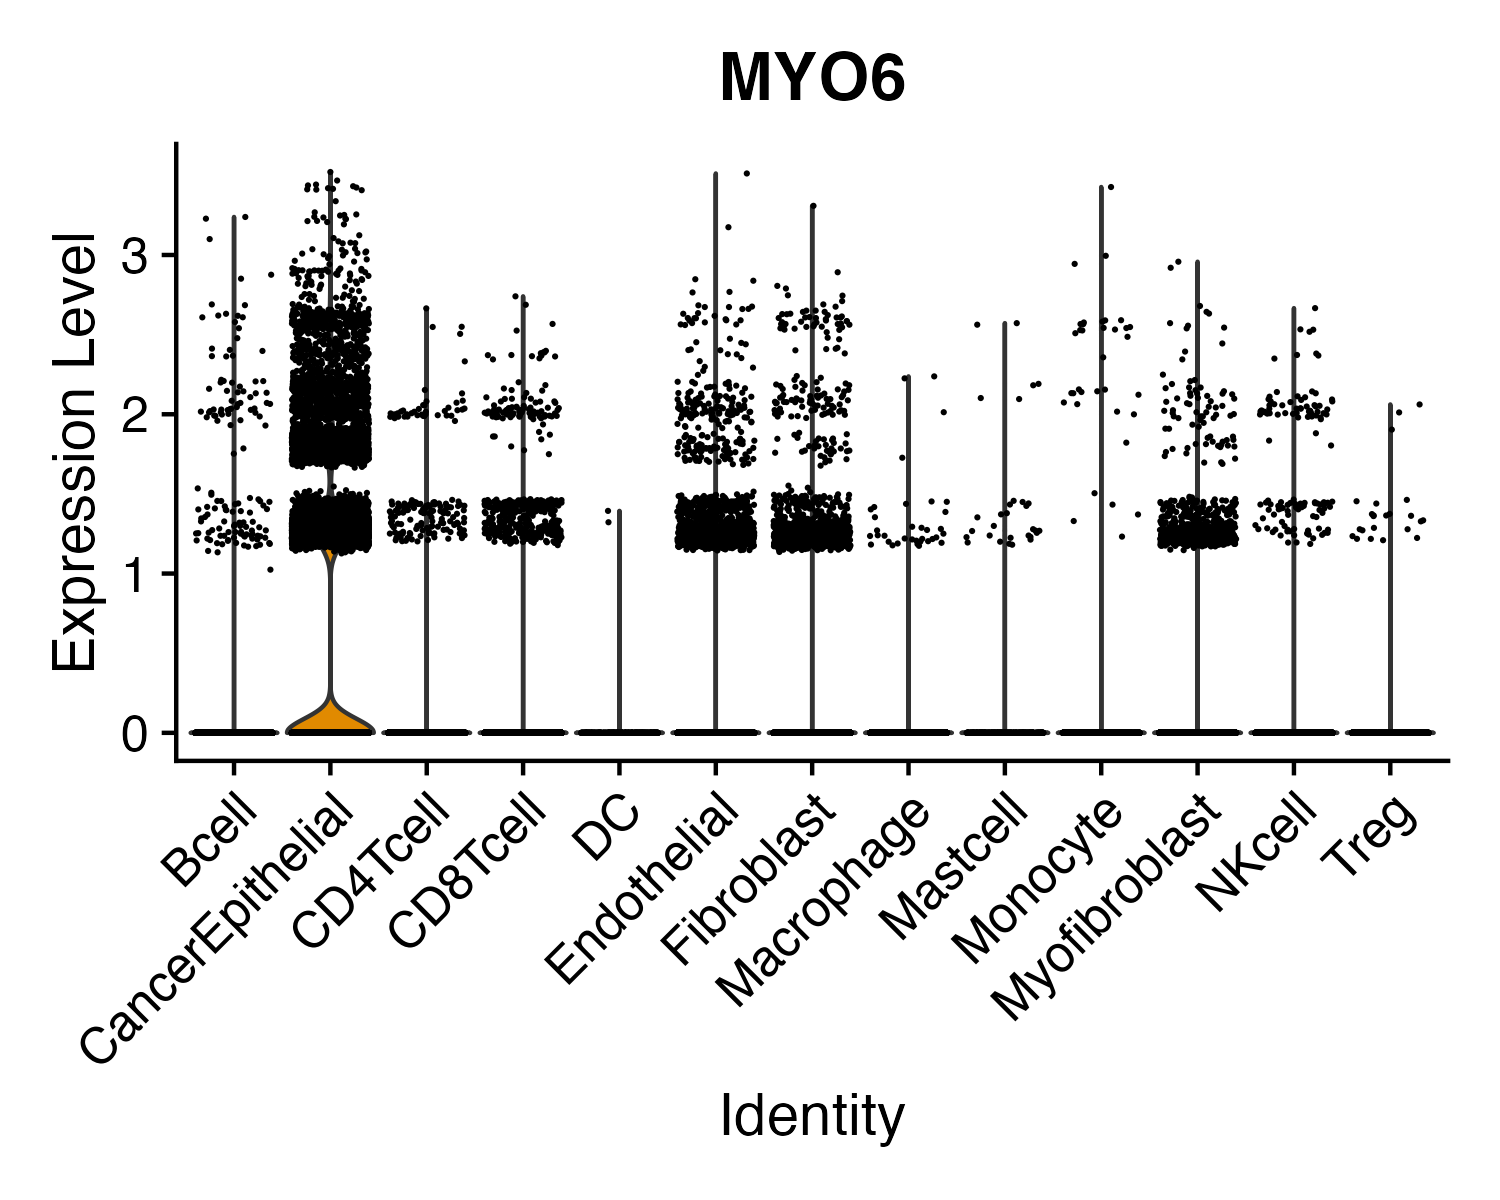 MYO6
Expression Level
3
2
1
0
Bcell
CancerEpithelial
CD4Tcell
CD8Tcell
DC
Endothelial
Fibroblast
Macrophage
Mastcell
Monocyte
Myofibroblast
NKcell
Treg
Identity